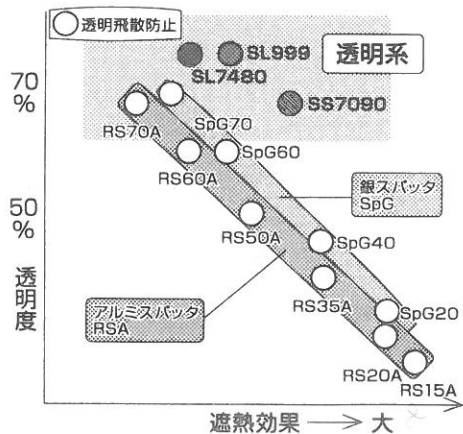 透明飛散防止
SL999
SL7480
透明系
SS7080
70
%
RS70A
SpG70
RS60A
SpG60
銀スパッタ
SpG
50
%
RS50A
SpG40
透明度
アルミスパッタ
RSA
RS35A
SpG20
RS20A
RS15A
遮熱効果 → 大